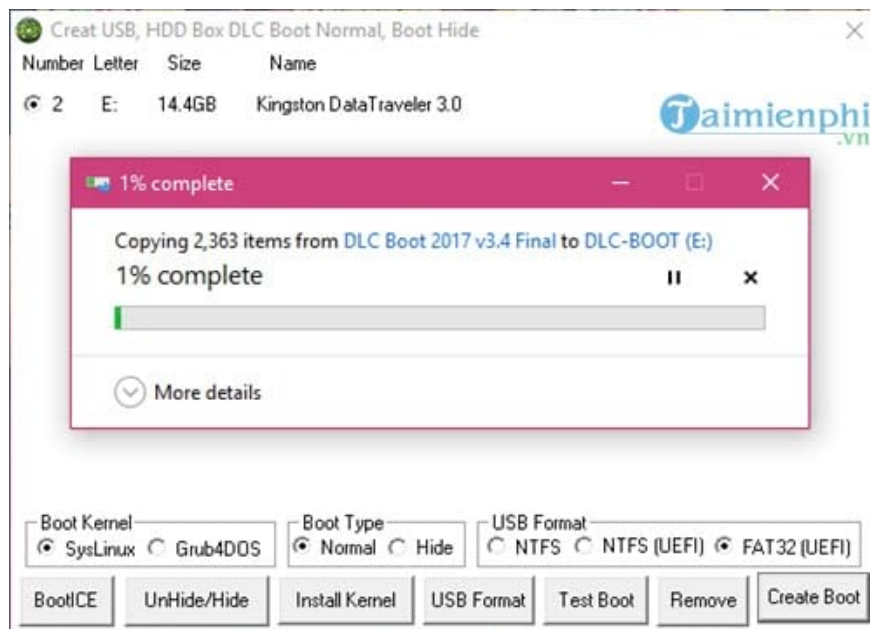 Creat USB, HDD Box DLC Boot Normal, Boot Hide
Number Letter Size Name
2 E: 14.4GB Kingston DataTraveler 3.0
Taimienphi
.vn
1% complete
Copying 2,363 items from DLC Boot 2017 v3.4 Final to DLC-BOOT (E:)
1% complete
More details
Boot Kernel Boot Type USB Format
SysLinux Grub4DOS Normal Hide NTFS NTFS (UEFI) FAT32 (UEFI)
BootICE UnHide/Hide Install Kernel USB Format Test Boot Remove Create Boot